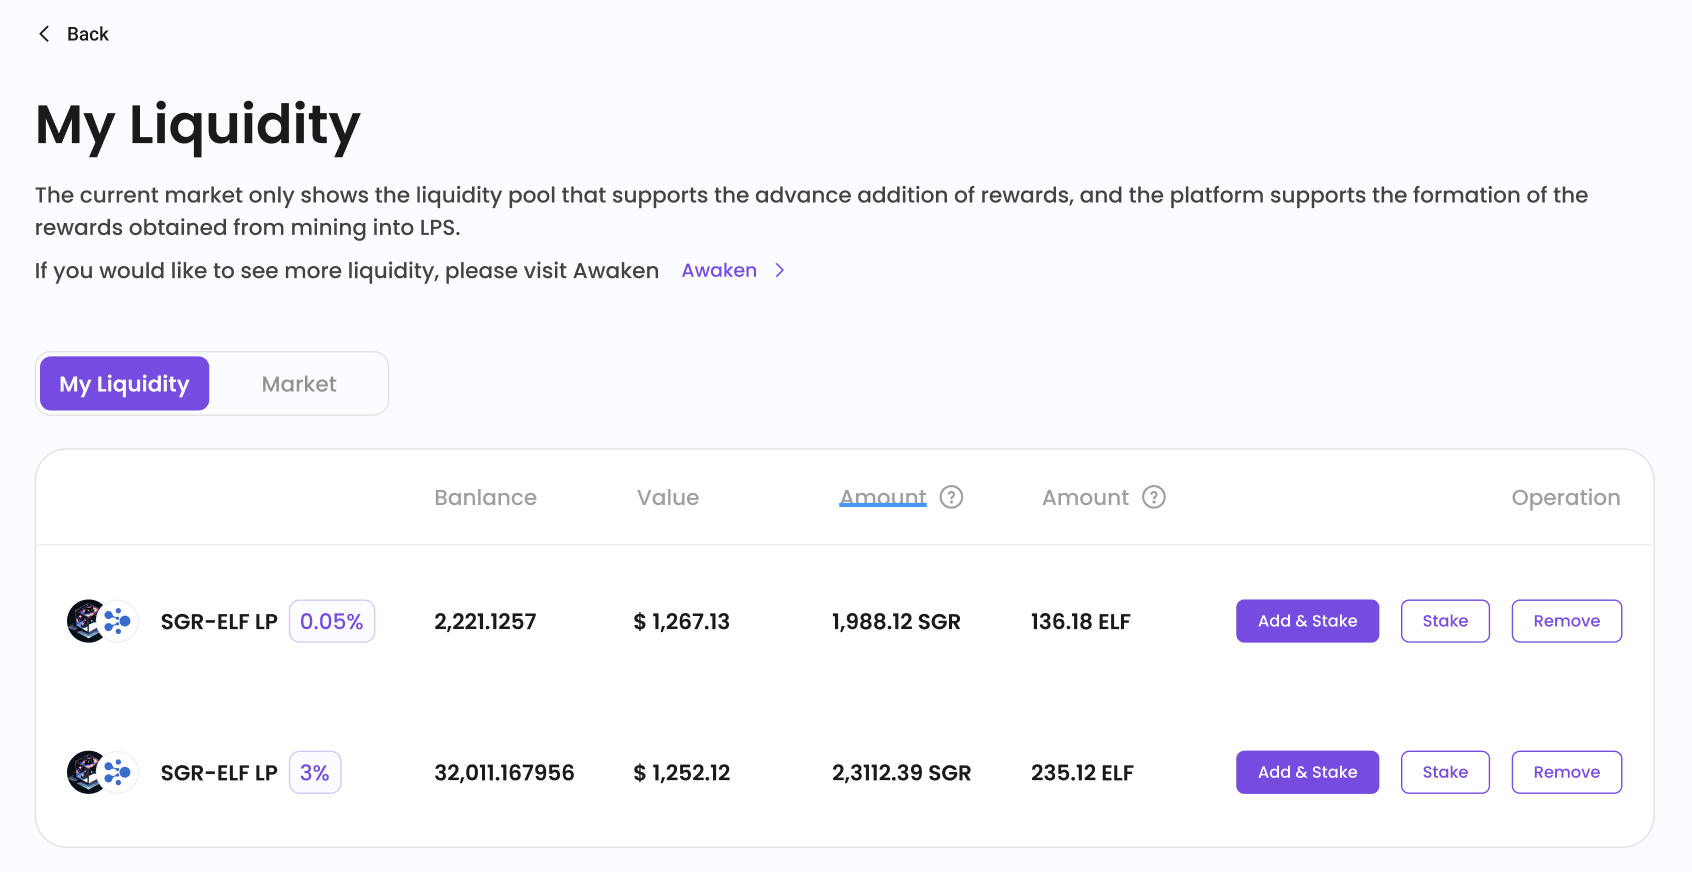 Back
My Liquidity
The current market only shows the liquidity pool that supports the advance addition of rewards, and the platform supports the formation of the
rewards obtained from mining into LPS.
If you would like to see more liquidity, please visit Awaken Awaken
My Liquidity Market
Banlance Value Amount ? Amount ? Operation
SGR-ELF LP 0.05% 2,221.1257 $ 1,267.13 1,988.12 SGR 136.18 ELF Add & Stake Stake Remove
SGR-ELF LP 3% 32,011.167956 $ 1,252.12 2,3112.39 SGR 235.12 ELF Add & Stake Stake Remove